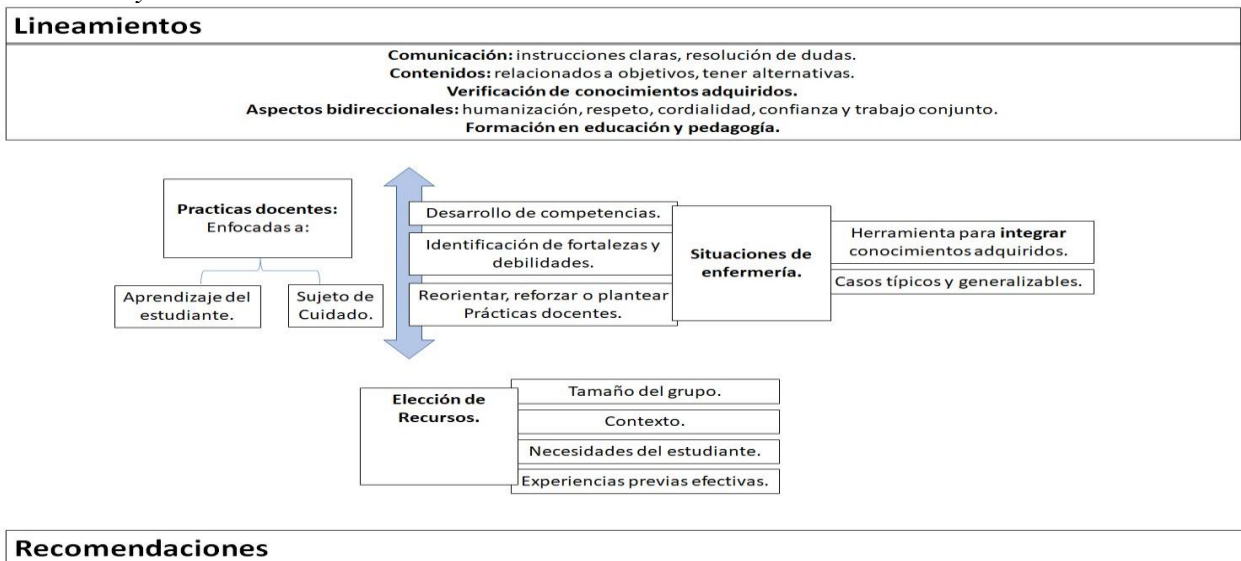 Lineamientos
Comunicación: instrucciones claras, resolución de dudas.
Contenidos: relacionados a objetivos, tener alternativas.
Verificación de conocimientos adquiridos.
Aspectos bidireccionales: humanización, respeto, cordialidad, confianza y trabajo conjunto.
Formación en educación y pedagogía.
Practicas docentes:
Enfocadas a:
Aprendizaje del
estudiante.
Sujeto de
Cuidado.
Desarrollo de competencias.
Identificación de fortalezas y
debilidades.
Reorientar, reforzar o plantear
Prácticas docentes.
Situaciones de
enfermería.
Herramienta para integrar
conocimientos adquiridos.
Casos típicos y generalizables.
Elección de
Recursos.
Tamaño del grupo.
Contexto.
Necesidades del estudiante.
Experiencias previas efectivas.
Recomendaciones